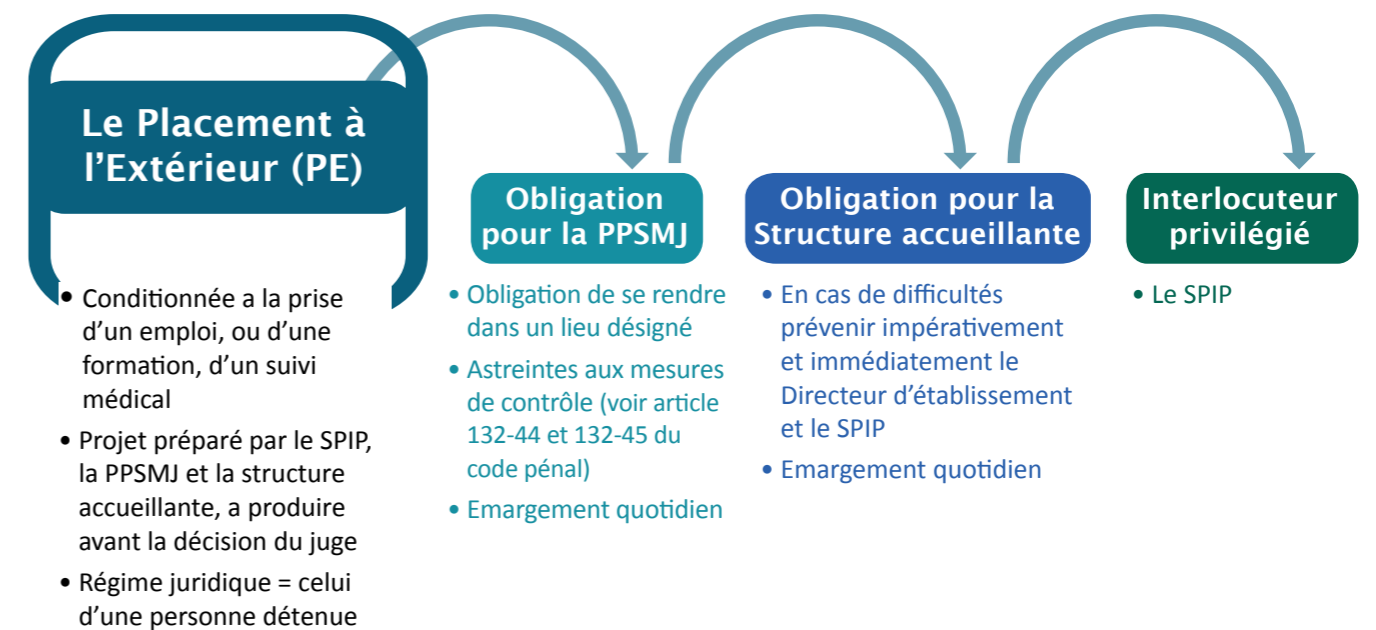 Le Placement à
l'Extérieur (PE)
• Conditionnée a la prise
d'un emploi, ou d'une
formation, d'un suivi
médical
• Projet préparé par le SPIP,
la PPSMJ et la structure
accueillante, a produire
avant la décision du juge
• Régime juridique = celui
d'une personne détenue
Obligation
pour la PPSMJ
• Obligation de se rendre
dans un lieu désigné
• Astreintes aux mesures
de contrôle (voir article
132-44 et 132-45 du
code pénal)
• Emargement quotidien
Obligation pour la
Structure accueillante
• En cas de difficultés
prévenir impérativement
et immédiatement le
Directeur d'établissement
et le SPIP
• Emargement quotidien
Interlocuteur
privilégié
• Le SPIP